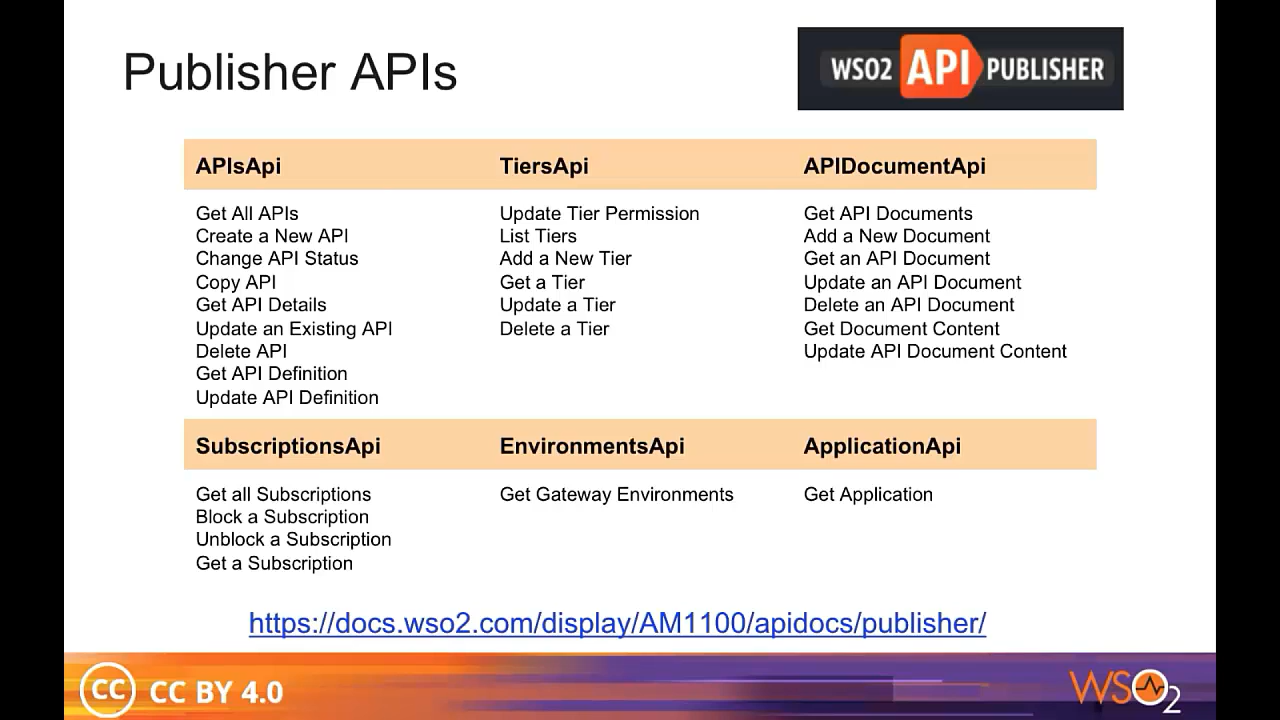 Publisher APIs
WSO2 API PUBLISHER
APIsApi
TiersApi
APIDocumentApi
Get All APIs
Create a New API
Change API Status
Copy API
Get API Details
Update an Existing API
Delete API
Get API Definition
Update API Definition
Update Tier Permission
List Tiers
Add a New Tier
Get a Tier
Update a Tier
Delete a Tier
Get API Documents
Add a New Document
Get an API Document
Update an API Document
Delete an API Document
Get Document Content
Update API Document Content
SubscriptionsApi
EnvironmentsApi
ApplicationApi
Get all Subscriptions
Block a Subscription
Unblock a Subscription
Get a Subscription
Get Gateway Environments
Get Application
https://docs.wso2.com/display/AM1100/apidocs/publisher/
CC CC BY 4.0
WSO2